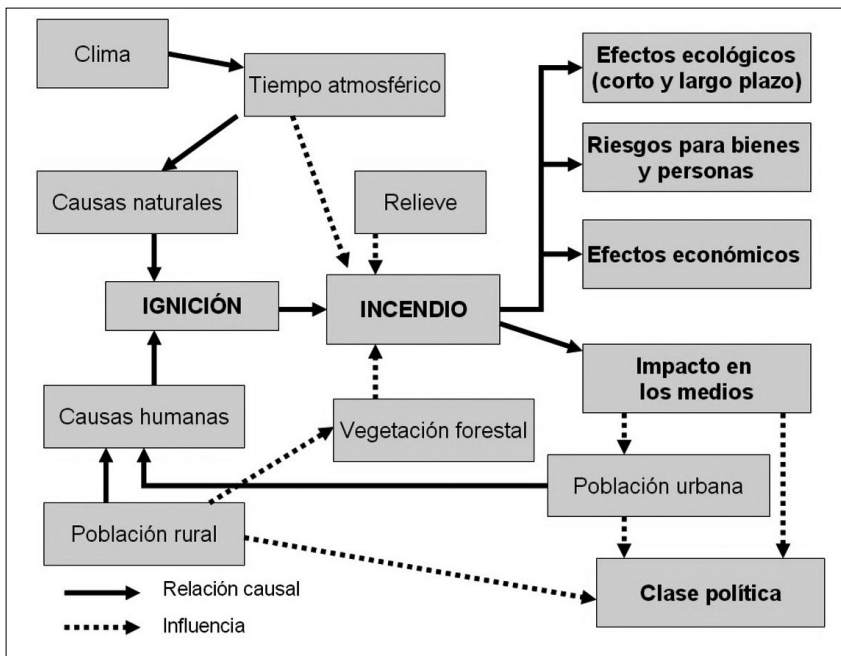 Clima
Tiempo atmosférico
Efectos ecológicos
(corto y largo plazo)
Riesgos para bienes
y personas
Causas naturales
Relieve
Efectos económicos
IGNICIÓN
INCENDIO
Impacto en
los medios
Causas humanas
Vegetación forestal
Población urbana
Población rural
Clase política
Relación causal
Influencia